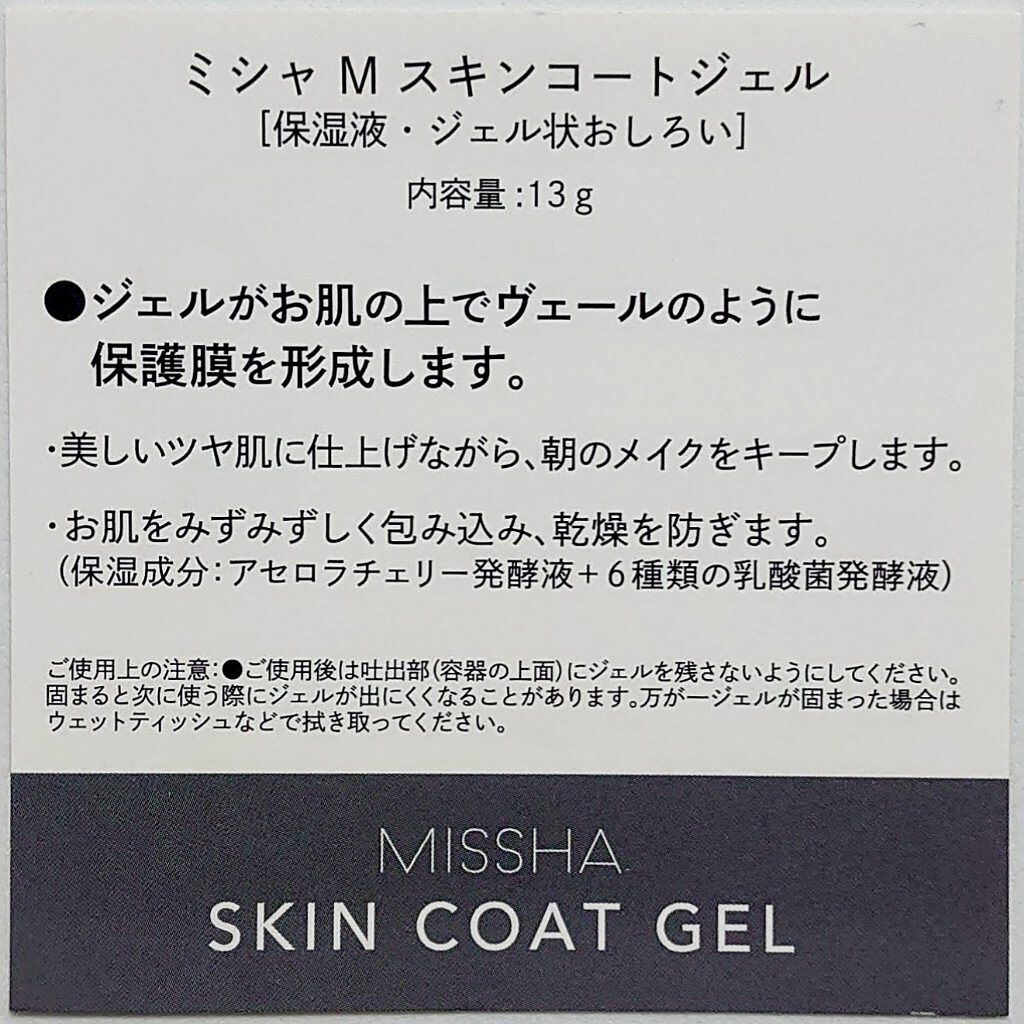 ミシャ M スキンコートジェル
[保湿液・ジェル状おしろい]
内容量:13g
●ジェルがお肌の上でヴェールのように
保護膜を形成します。
・美しいツヤ肌に仕上げながら、朝のメイクをキープします。
・お肌をみずみずしく包み込み、乾燥を防ぎます。
(保湿成分:アセロラチェリー発酵液+6種類の乳酸菌発酵液)
ご使用上の注意:●ご使用後は吐出部(容器の上面)にジェルを残さないようにしてください。
固まると次に使う際にジェルが出にくくなることがあります。万が一ジェルが固まった場合は
ウェットティッシュなどで拭き取ってください。
MISSHA
SKIN COAT GEL